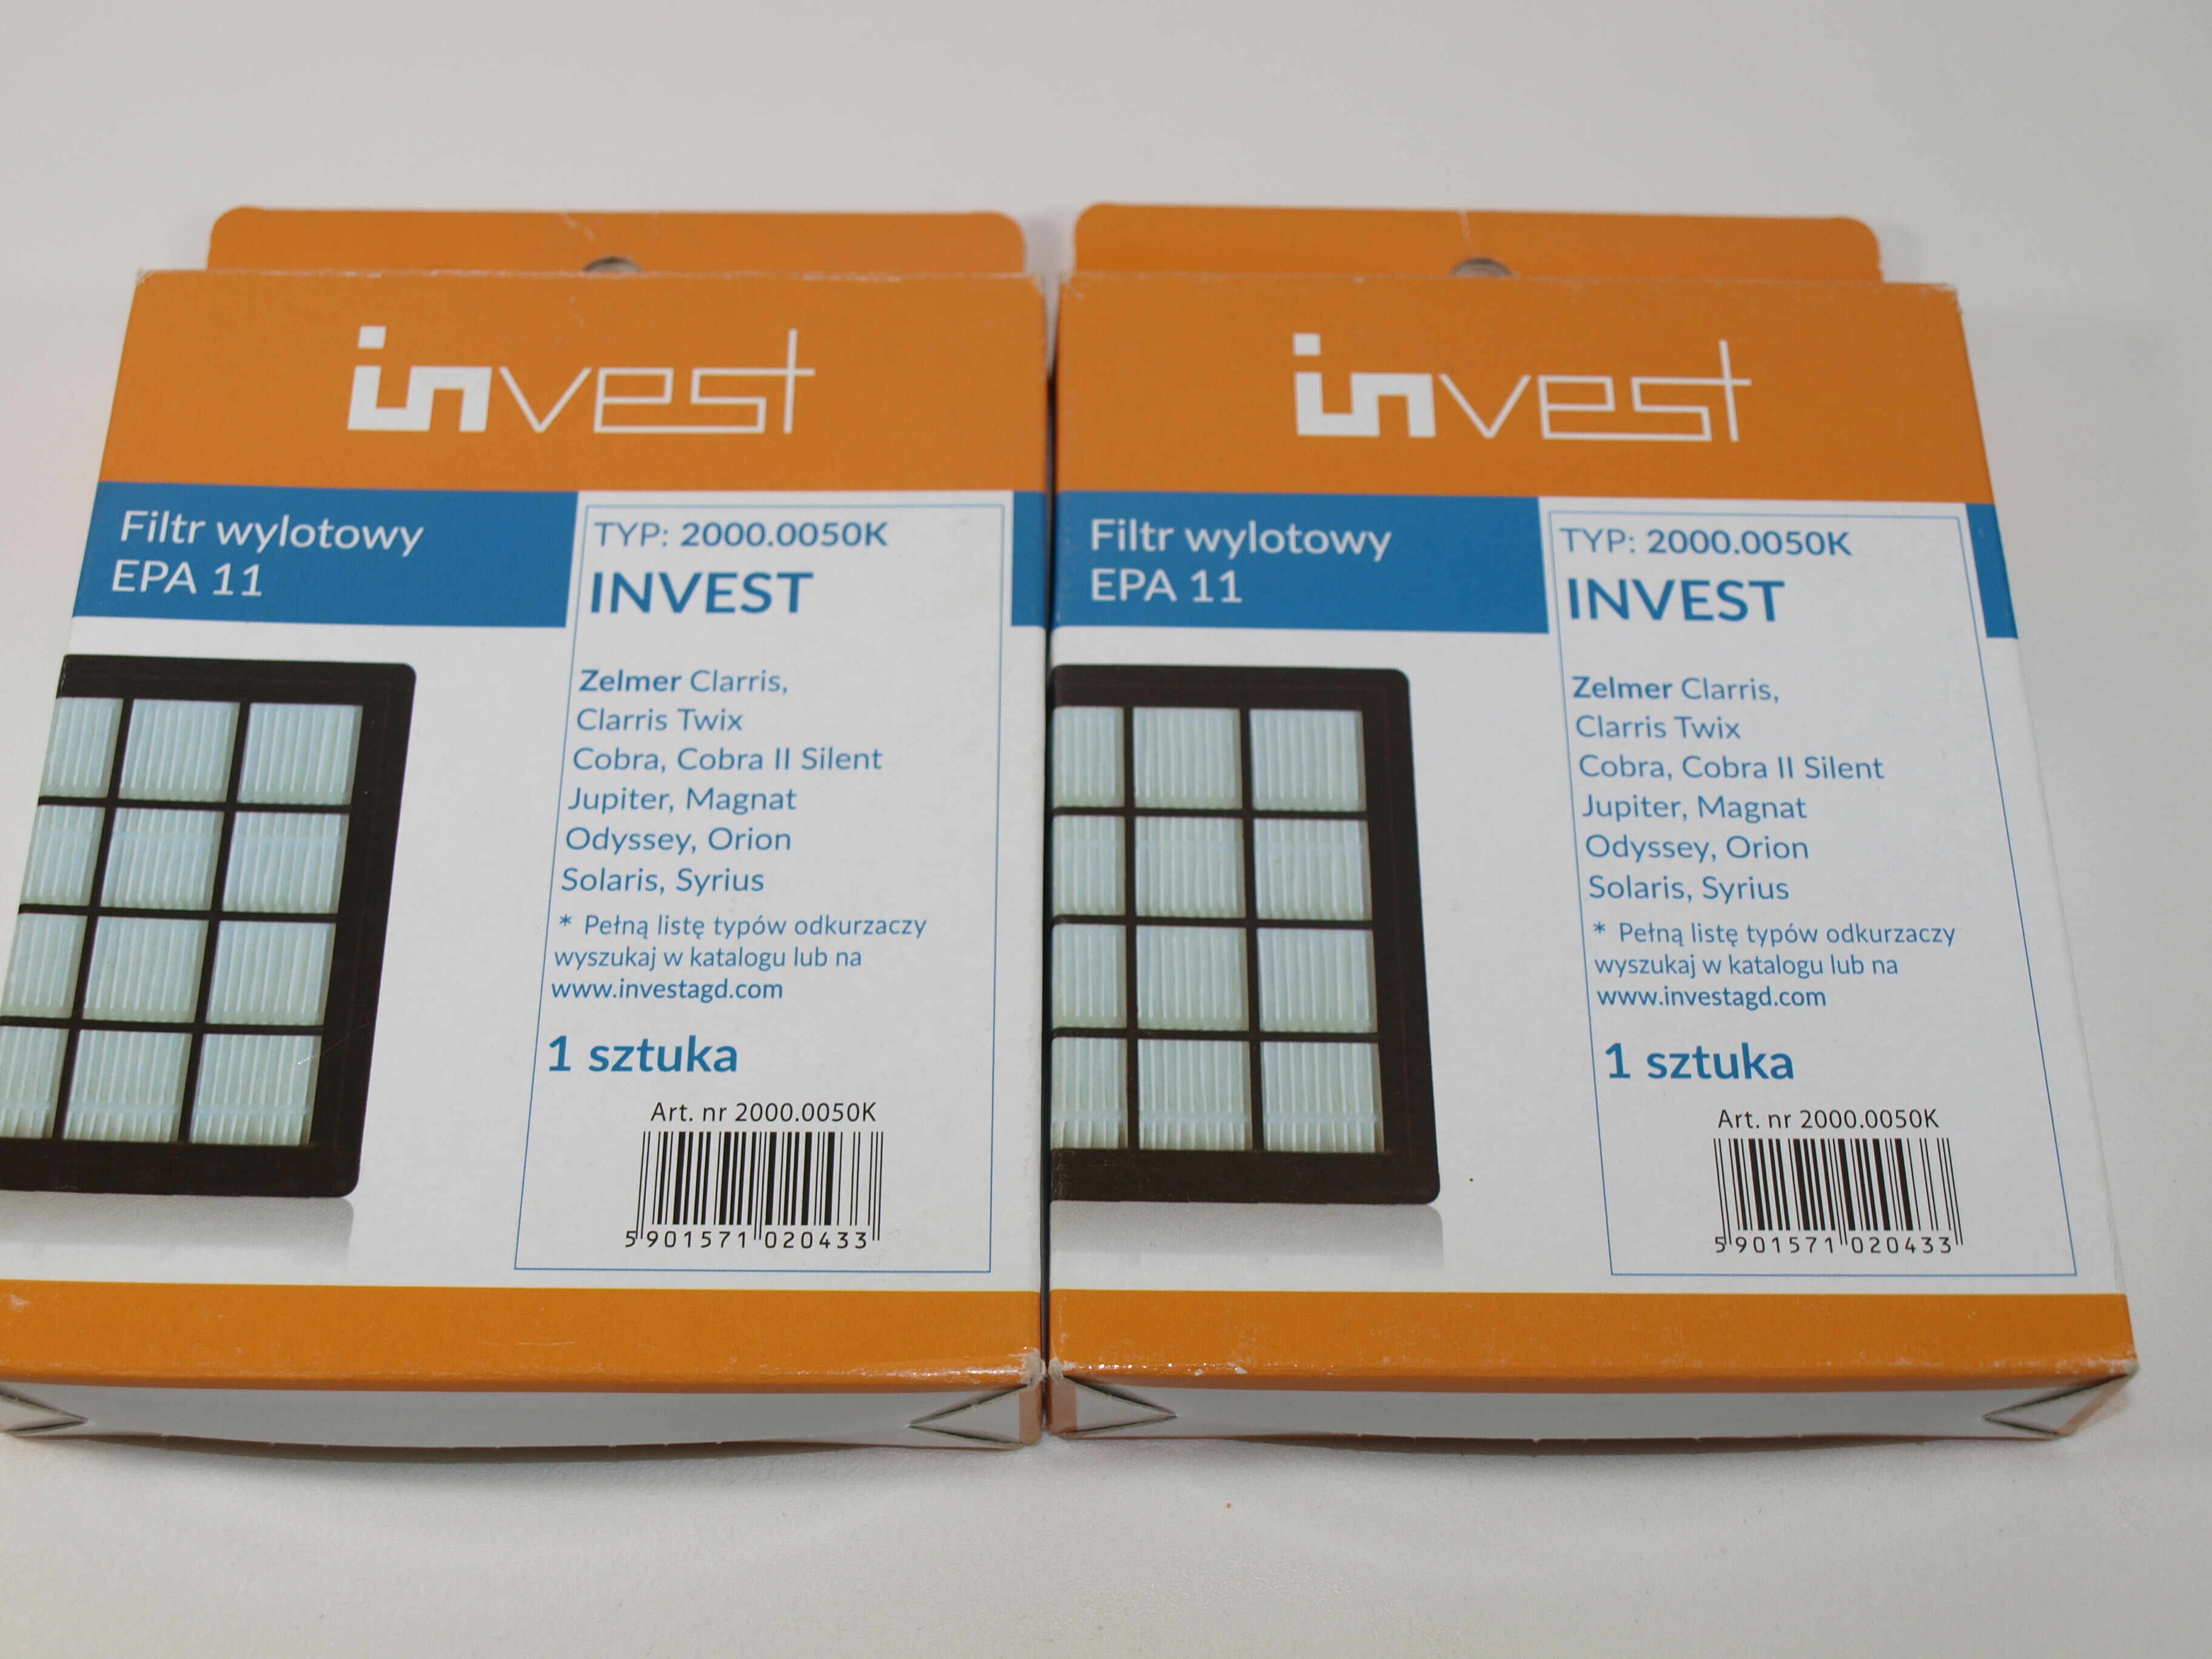 invest
Filtr wylotowy
EPA 11
TYP: 2000.0050K
INVEST
Zelmer Clarris,
Clarris Twix
Cobra, Cobra II Silent
Jupiter, Magnat
Odyssey, Orion
Solaris, Syrius
* Pełną listę typów odkurzaczy
wyszukaj w katalogu lub na
www.investagd.com
1 sztuka
Art. nr 2000.0050K
5 901571 020433
invest
Filtr wylotowy
EPA 11
TYP: 2000.0050K
INVEST
Zelmer Clarris,
Clarris Twix
Cobra, Cobra II Silent
Jupiter, Magnat
Odyssey, Orion
Solaris, Syrius
* Pełną listę typów odkurzaczy
wyszukaj w katalogu lub na
www.investagd.com
1 sztuka
Art. nr 2000.0050K
5 901571 020433